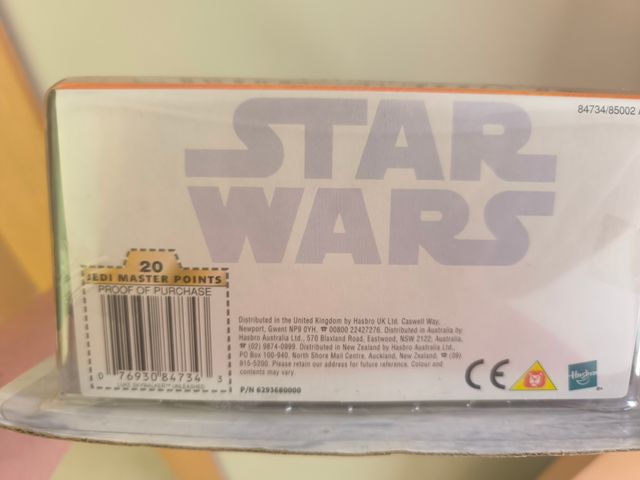 84734/85002
STAR
WARS
20
JEDI MASTER POINTS
PROOF OF PURCHASE
0 76930 84734 3
LUKE SKYWALKER UNLEASHED
Distributed in the United Kingdom by Hasbro UK Ltd. Caswell Way,
Newport, Gwent NP9 0YH. ☎ 00800 22427276. Distributed in Australia by
Hasbro Australia Ltd., 570 Blaxland Road, Eastwood, NSW 2122, Australia,
☎ (02) 9874-0999. Distributed in New Zealand by Hasbro Australia Ltd.,
PO Box 100-940, North Shore Mail Centre, Auckland, New Zealand, ☎ (09)
915-5200. Please retain our address for future reference. Colour and
contents may vary.
P/N 6293680000
CE
Hasbro